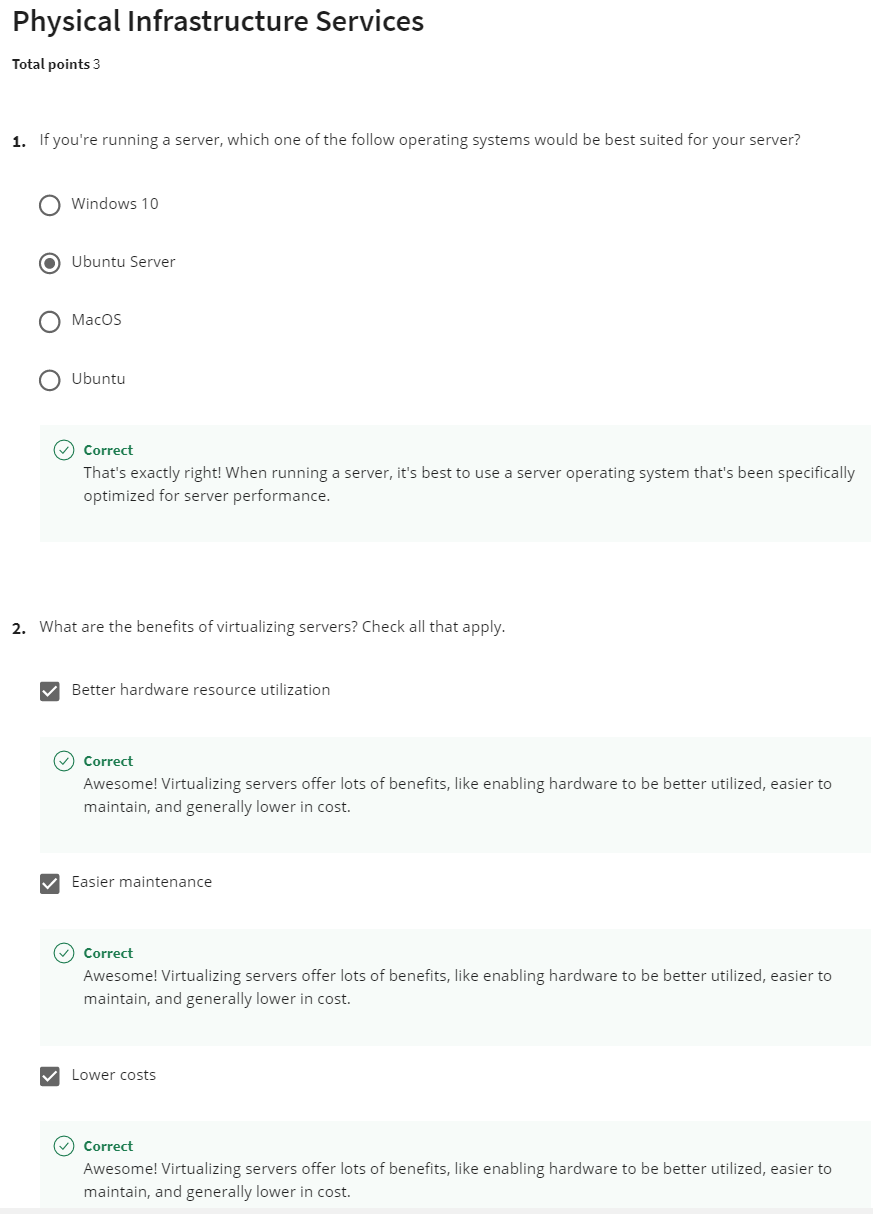 Physical Infrastructure Services
Total points 3
1. If you're running a server, which one of the follow operating systems would be best suited for your server?
Windows 10
Ubuntu Server
MacOS
Ubuntu
Correct
That's exactly right! When running a server, it's best to use a server operating system that's been specifically
optimized for server performance.
2. What are the benefits of virtualizing servers? Check all that apply.
Better hardware resource utilization
Correct
Awesome! Virtualizing servers offer lots of benefits, like enabling hardware to be better utilized, easier to
maintain, and generally lower in cost.
Easier maintenance
Correct
Awesome! Virtualizing servers offer lots of benefits, like enabling hardware to be better utilized, easier to
maintain, and generally lower in cost.
Lower costs
Correct
Awesome! Virtualizing servers offer lots of benefits, like enabling hardware to be better utilized, easier to
maintain, and generally lower in cost.